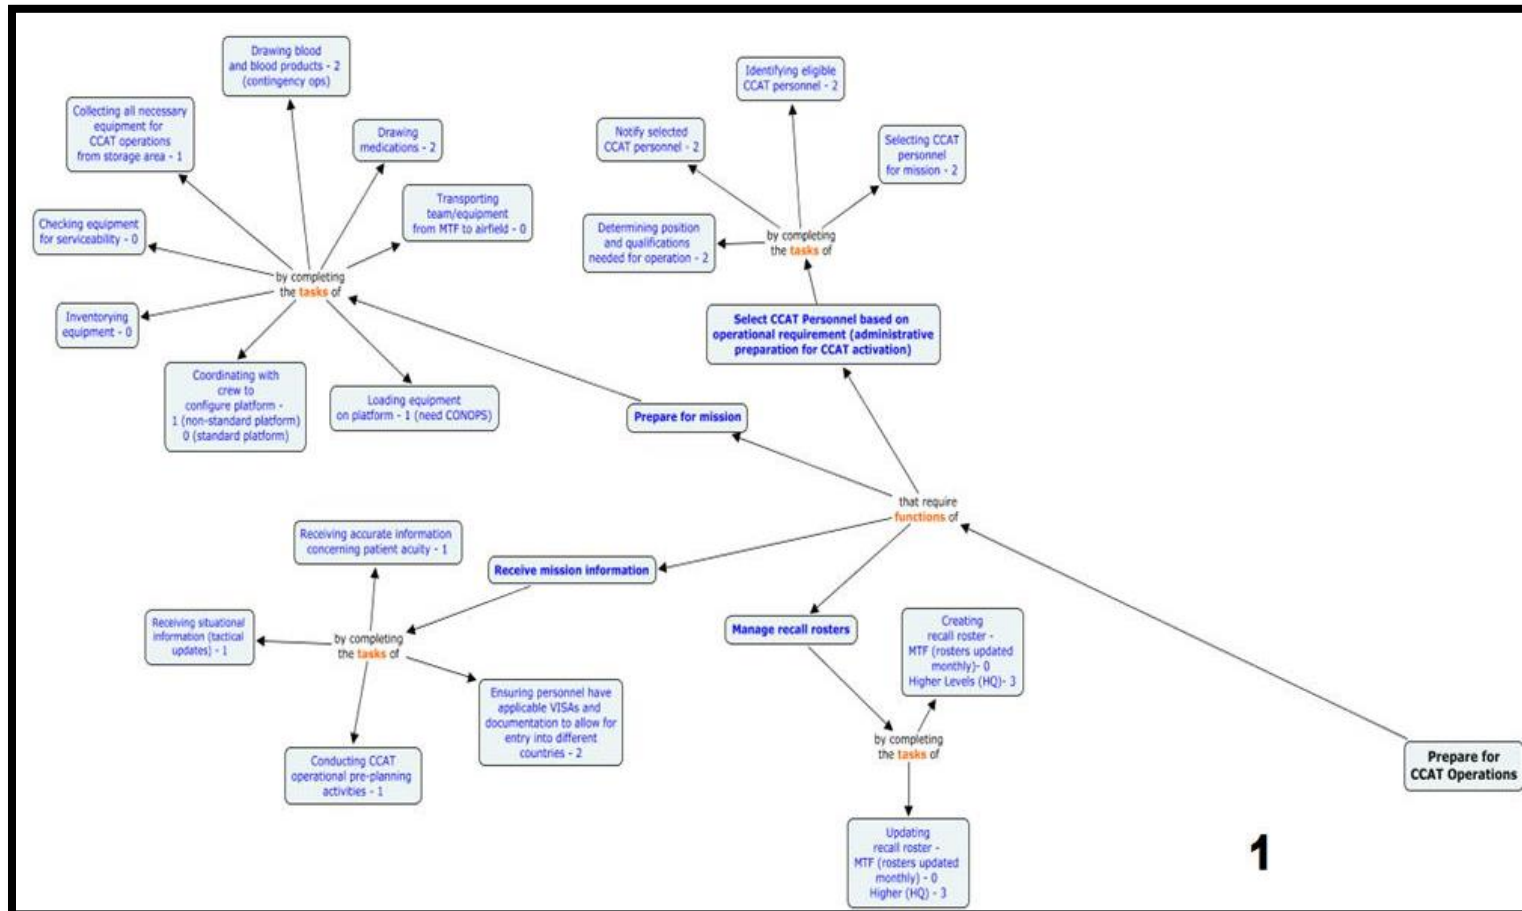 Drawing blood
and blood products - 2
(contingency ops)
Collecting all necessary
equipment for
CCAT operations
from storage area - 1
Drawing
medications - 2
Transporting
team/equipment
from MTF to airfield - 0
Checking equipment
for serviceability - 0
by completing
the tasks of
Inventorying
equipment - 0
Coordinating with
crew to
configure platform -
1 (non-standard platform)
0 (standard platform)
Loading equipment
on platform - 1 (need CONOPS)
Identifying eligible
CCAT personnel - 2
Notify selected
CCAT personnel - 2
Selecting CCAT
personnel
for mission - 2
Determining position
and qualifications
needed for operation - 2
by completing
the tasks of
Select CCAT Personnel based on
operational requirement (administrative
preparation for CCAT activation)
Prepare for mission
that require
functions of
Receiving accurate information
concerning patient acuity - 1
Receive mission information
Receiving situational
information (tactical
updates) - 1
by completing
the tasks of
Ensuring personnel have
applicable VISAs and
documentation to allow for
entry into different
countries - 2
Conducting CCAT
operational pre-planning
activities - 1
Manage recall rosters
Creating
recall roster -
MTF (rosters updated
monthly)- 0
Higher Levels (HQ)- 3
by completing
the tasks of
Updating
recall roster -
MTF (rosters updated
monthly) - 0
Higher (HQ) - 3
Prepare for
CCAT Operations
1